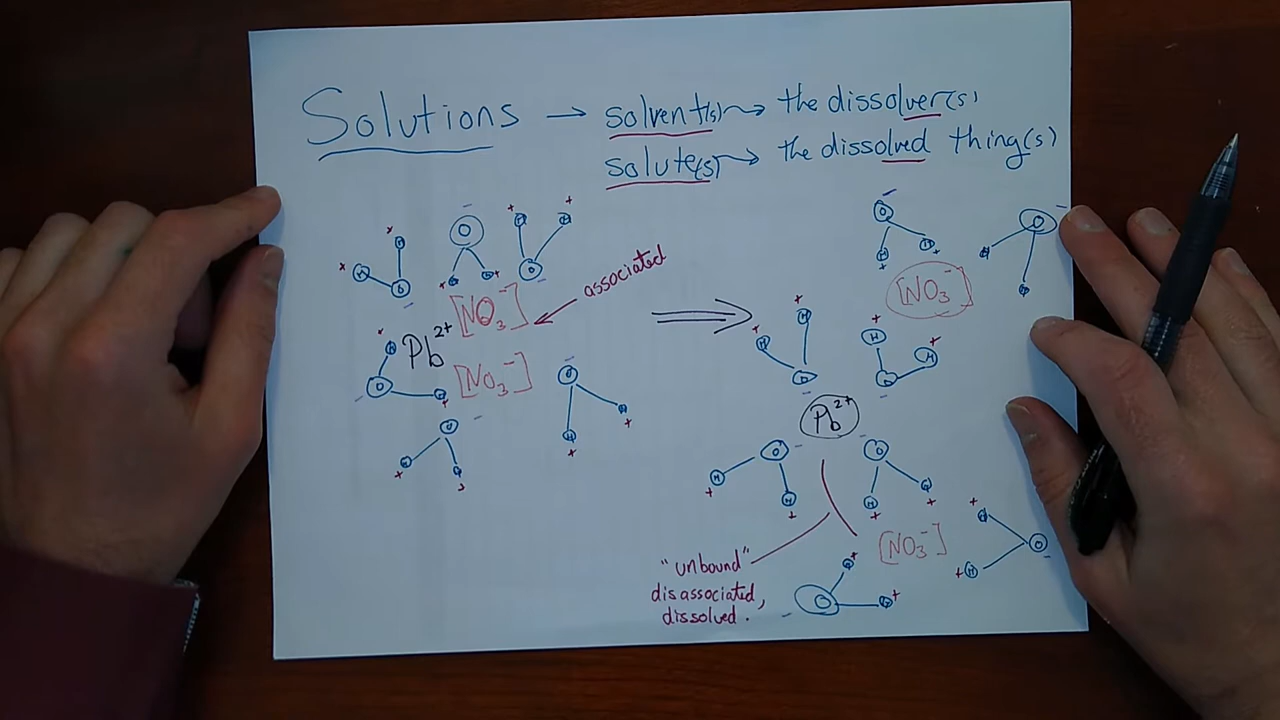 Solutions → solvent(s) → the dissolver(s)
solute(s) → the dissolved thing(s)
associated
[NO₃⁻]
Pb²⁺
[NO₃⁻]
[NO₃⁻]
Pb²⁺
[NO₃⁻]
"unbound"
disassociated,
dissolved.